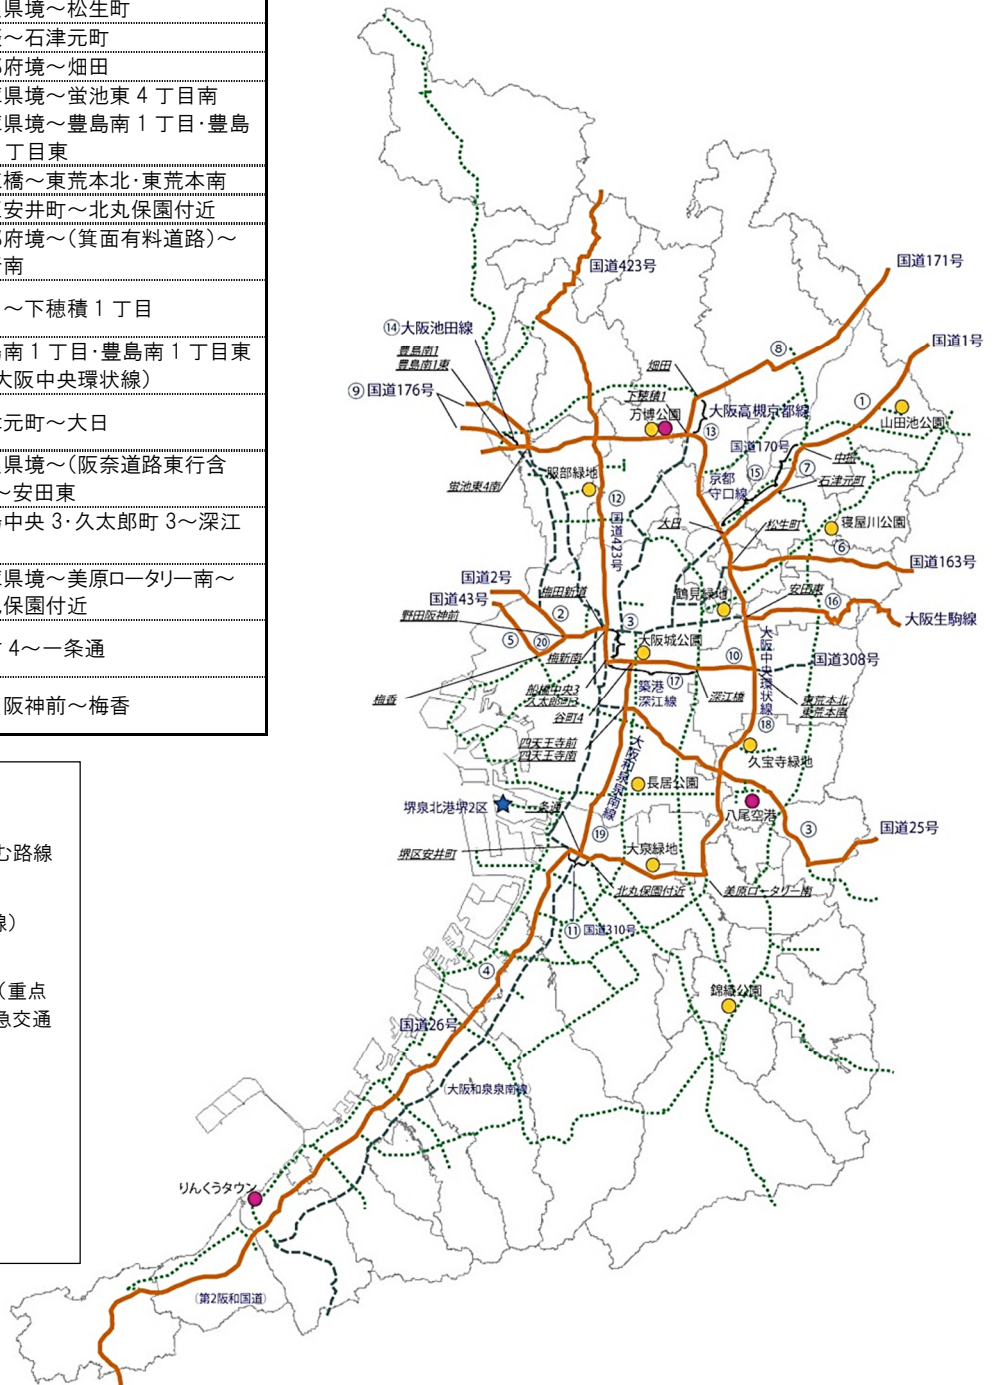 県境～松生町
～石津元町
府境～畑田
県境～蛍池東４丁目南
県境～豊島南１丁目・豊島
丁目東
橋～東荒本北・東荒本南
安井町～北丸保園付近
府境～(箕面有料道路)～
南
～下穂積１丁目
南１丁目・豊島南１丁目東
大阪中央環状線）
元町～大日
県境～(阪奈道路東行含
～安田東
中央３・久太郎町３～深江
県境～美原ロータリー南～
保園付近
４～一条通
阪神前～梅香
む路線
線）
（重点
急交通
国道423号
国道171号
⑭大阪池田線
国道1号
豊島南1
豊島南1東
⑧
畑田
⑨国道176号
下穂積1
①
万博公園
大阪高槻京都線
山田池公園
⑬
国道170号
中振
服部緑地
⑮
⑦
蛍池東4南
京都
守口線
石津元町
⑫
国道423号
大日
松生町
寝屋川公園
⑥
国道163号
国道2号
梅田新道
鶴見緑地
安田東
国道43号
⑯
野田阪神前
②
大阪生駒線
③
⑤
⑳
大阪城公園
梅新南
⑩
国道308号
大阪中央環状線
船橋中央3
久太郎町3
築港
深江線
⑰
梅香
深江橋
東荒本北
東荒本南
谷町4
⑱
四天王寺前
四天王寺南
大阪和泉泉南線
久宝寺緑地
長居公園
堺泉北港堺2区
一条通
八尾空港
③
国道25号
⑲
大泉緑地
堺区安井町
北丸保園付近
美原ロータリー南
⑪国道310号
④
錦織公園
国道26号
(大阪和泉泉南線)
りんくうタウン
(第2阪和国道)